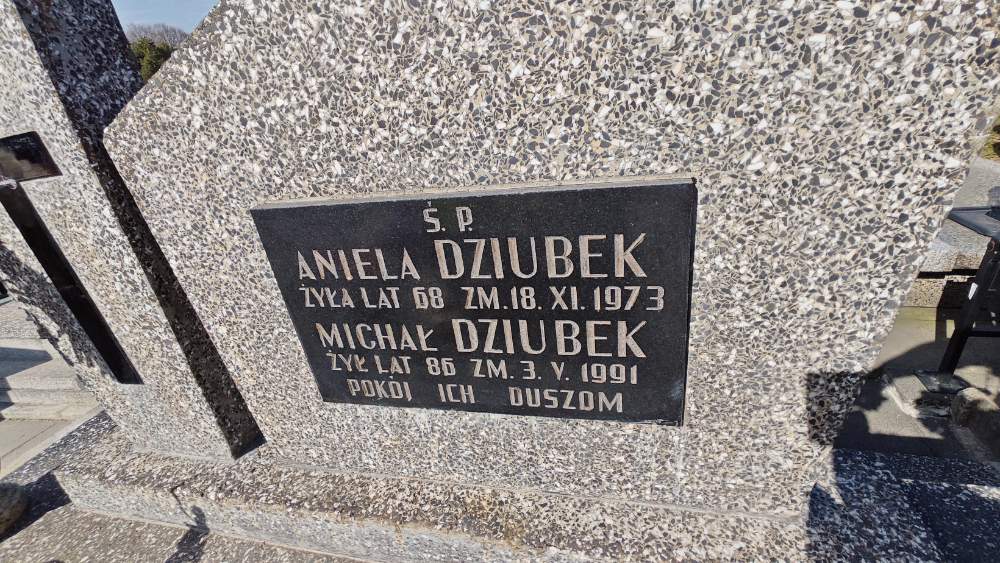 Ś. P.
ANIELA DZIUBEK
ŻYŁA LAT 68 ZM. 18. XI. 1973
MICHAŁ DZIUBEK
ŻYŁ LAT 86 ZM. 3. V. 1991
POKÓJ ICH DUSZOM